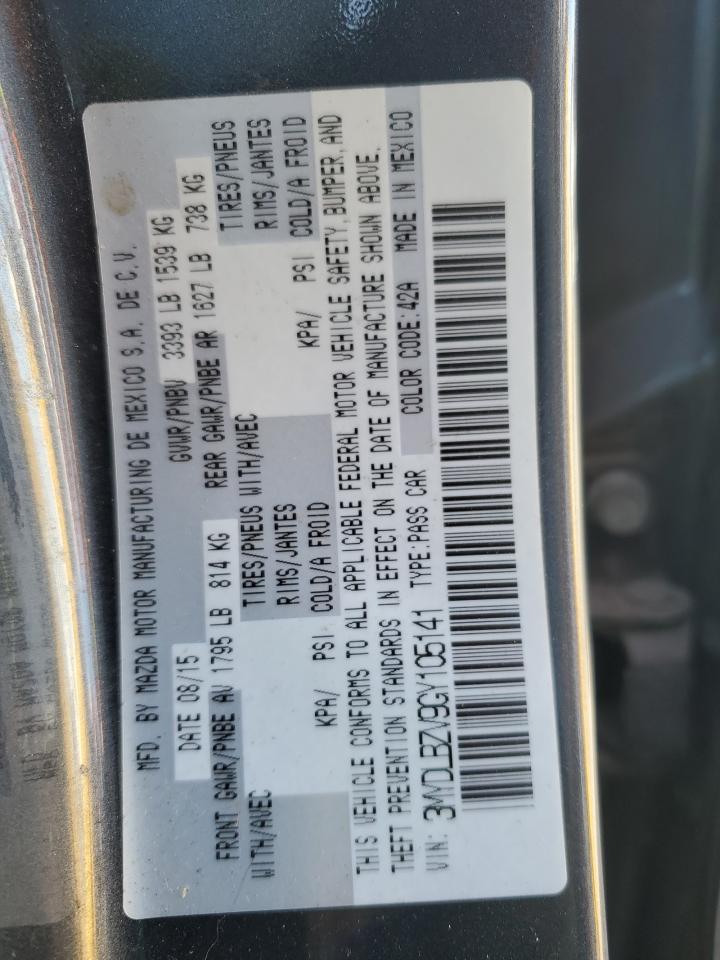 MFD. BY MAZDA MOTOR MANUFACTURING DE MEXICO S.A. DE C.V.
DATE 08/15 GVWR/PNBV 3393 LB 1539 KG
FRONT GAWR/PNBE AV 1795 LB 814 KG REAR GAWR/PNBE AR 1627 LB 738 KG
WITH/AVEC TIRES/PNEUS WITH/AVEC TIRES/PNEUS
RIMS/JANTES RIMS/JANTES
KPA/ PSI COLD/A FROID KPA/ PSI COLD/A FROID
THIS VEHICLE CONFORMS TO ALL APPLICABLE FEDERAL MOTOR VEHICLE SAFETY, BUMPER, AND
THEFT PREVENTION STANDARDS IN EFFECT ON THE DATE OF MANUFACTURE SHOWN ABOVE.
VIN: 3MYDLBZV9GY105141 TYPE:PASS CAR COLOR CODE:42A MADE IN MEXICO